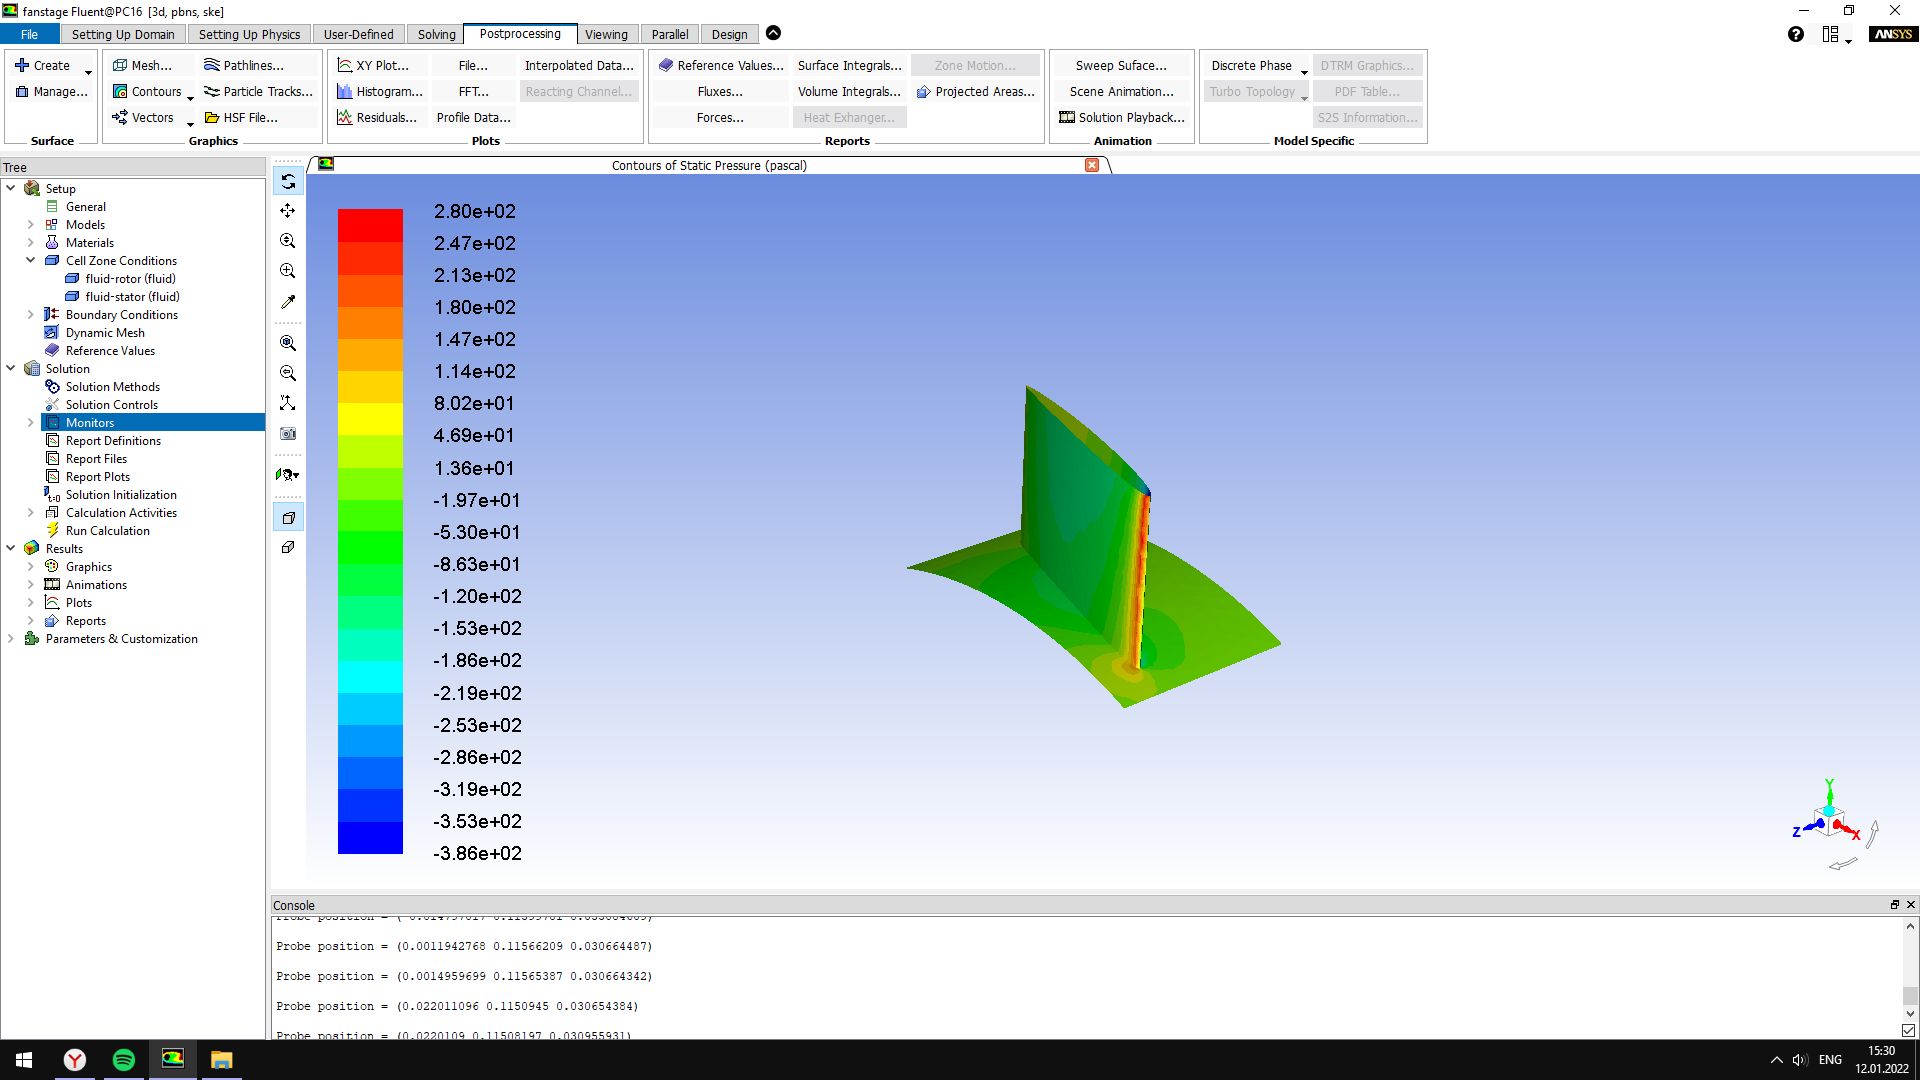 fanstage Fluent@PC16 [3d, pbns, ske]
File Setting Up Domain Setting Up Physics User-Defined Solving Postprocessing Viewing Parallel Design
ANSYS
Create Mesh... Pathlines... XY Plot... File... Interpolated Data... Reference Values... Surface Integrals... Zone Motion... Sweep Suface... Discrete Phase DTRM Graphics...
Manage... Contours Particle Tracks... Histogram... FFT... Reacting Channel... Fluxes... Volume Integrals... Projected Areas... Scene Animation... Turbo Topology PDF Table...
Vectors HSF File... Residuals... Profile Data... Forces... Heat Exhanger... Solution Playback... S2S Information...
Surface Graphics Plots Reports Animation Model Specific
Tree
Setup
General
Models
Materials
Cell Zone Conditions
fluid-rotor (fluid)
fluid-stator (fluid)
Boundary Conditions
Dynamic Mesh
Reference Values
Solution
Solution Methods
Solution Controls
Monitors
Report Definitions
Report Files
Report Plots
Solution Initialization
Calculation Activities
Run Calculation
Results
Graphics
Animations
Plots
Reports
Parameters & Customization
Contours of Static Pressure (pascal)
2.80e+02
2.47e+02
2.13e+02
1.80e+02
1.47e+02
1.14e+02
8.02e+01
4.69e+01
1.36e+01
-1.97e+01
-5.30e+01
-8.63e+01
-1.20e+02
-1.53e+02
-1.86e+02
-2.19e+02
-2.53e+02
-2.86e+02
-3.19e+02
-3.53e+02
-3.86e+02
Y
Z
X
Console
Probe position = (0.0011942768 0.11566209 0.030664487)
Probe position = (0.0014959699 0.11565387 0.030664342)
Probe position = (0.022011096 0.1150945 0.030654384)
Probe position = (0.0220109 0.11508197 0.030955931)
ENG
15:30
12.01.2022